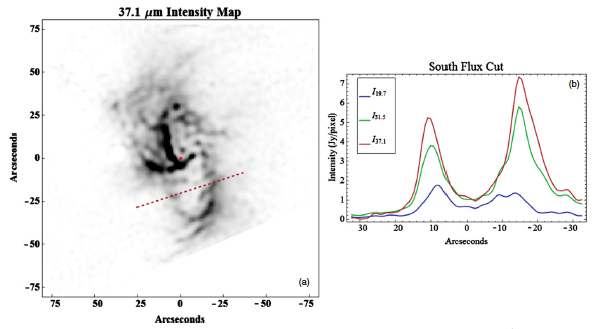 37.1 μm Intensity Map
75
50
25
0
-25
-50
-75
Arcseconds
75 50 25 0 -25 -50 -75
Arcseconds
(a)
South Flux Cut
(b)
I19.7
I31.5
I37.1
7
6
5
4
3
2
1
0
Intensity (Jy/pixel)
30 20 10 0 -10 -20 -30
Arcseconds